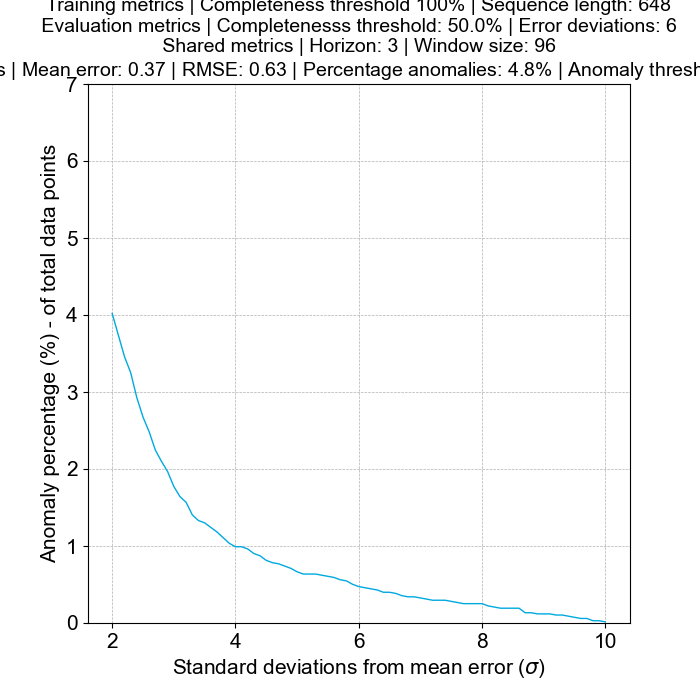 Training metrics | Completeness threshold 100% | Sequence length: 648
Evaluation metrics | Completenesss threshold: 50.0% | Error deviations: 6
Shared metrics | Horizon: 3 | Window size: 96
s | Mean error: 0.37 | RMSE: 0.63 | Percentage anomalies: 4.8% | Anomaly thresh
7
6
5
4
3
2
1
0
Anomaly percentage (%) - of total data points
2 4 6 8 10
Standard deviations from mean error (σ)